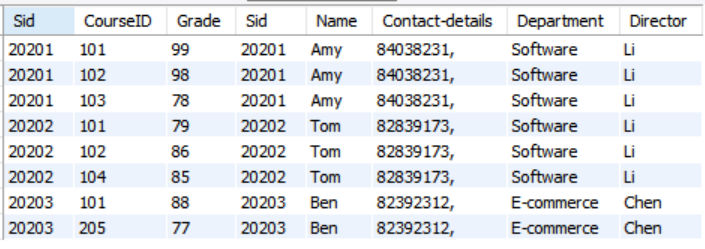 Sid CourseID Grade Sid Name Contact-details Department Director
20201 101 99 20201 Amy 84038231, Software Li
20201 102 98 20201 Amy 84038231, Software Li
20201 103 78 20201 Amy 84038231, Software Li
20202 101 79 20202 Tom 82839173, Software Li
20202 102 86 20202 Tom 82839173, Software Li
20202 104 85 20202 Tom 82839173, Software Li
20203 101 88 20203 Ben 82392312, E-commerce Chen
20203 205 77 20203 Ben 82392312, E-commerce Chen